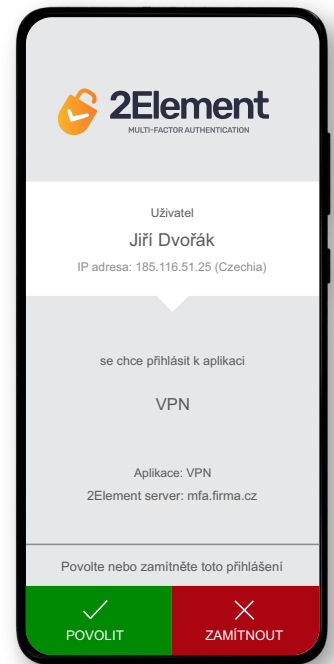 2Element
MULTI-FACTOR AUTHENTICATION
Uživatel
Jiří Dvořák
IP adresa: 185.116.51.25 (Czechia)
se chce přihlásit k aplikaci
VPN
Aplikace: VPN
2Element server: mfa.firma.cz
Povolte nebo zamítněte toto přihlášení
POVOLIT
ZAMÍTNOUT